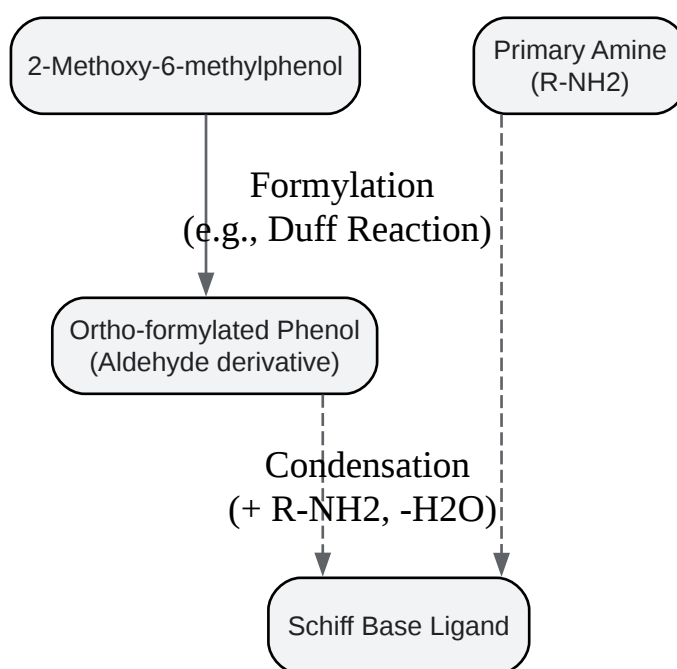 2-Methoxy-6-methylphenol
Primary Amine
(R-NH2)
Formylation
(e.g., Duff Reaction)
Ortho-formylated Phenol
(Aldehyde derivative)
Condensation
(+ R-NH2, -H2O)
Schiff Base Ligand